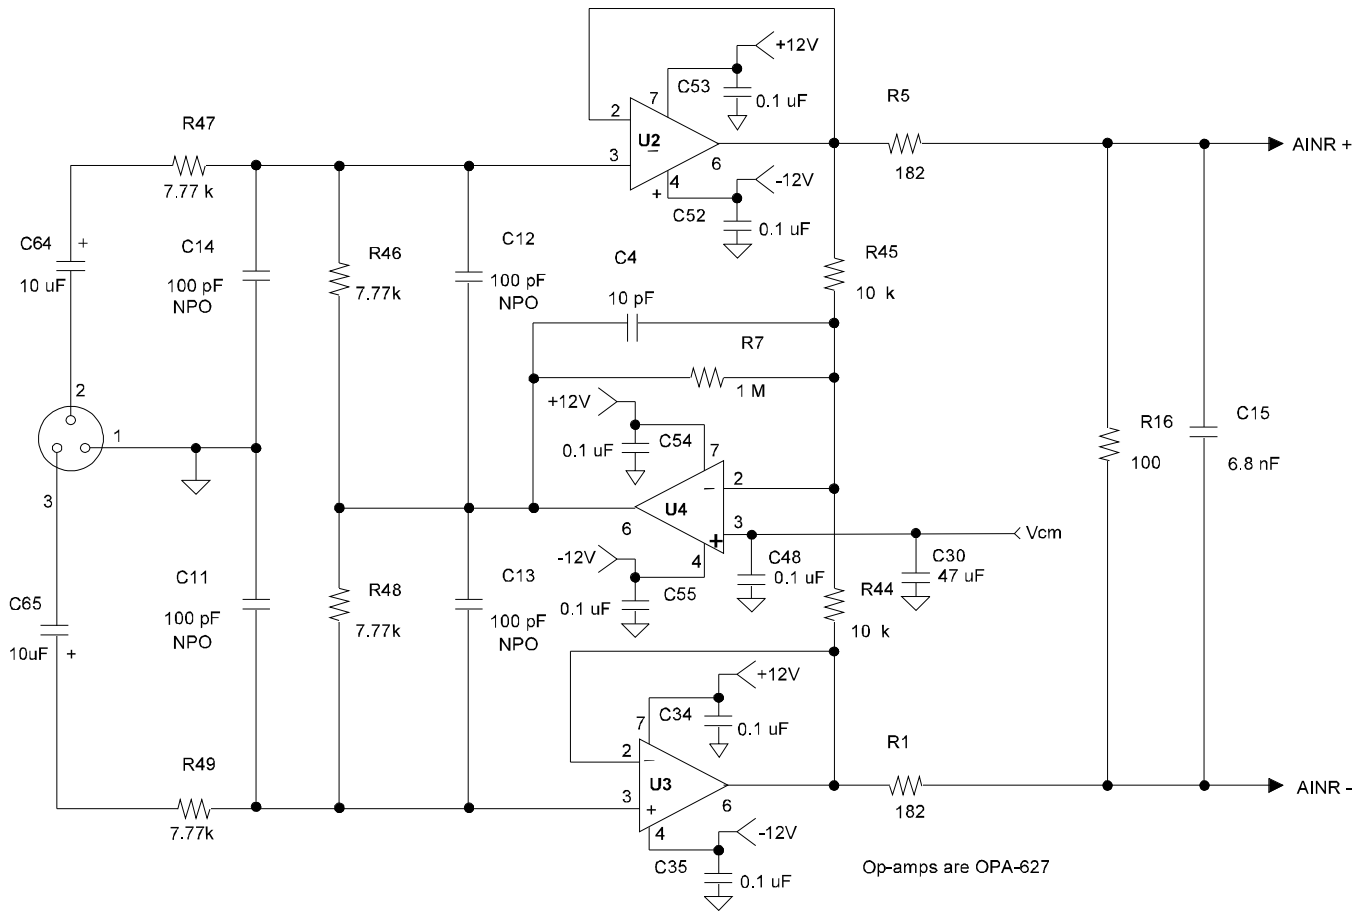 +12V
C53
R5
7
0.1 uF
2
R47
U2
–
6
AINR +
3
-12V
7.77 k
4
182
+
C52
0.1 uF
C64
+
C14
R46
C12
C4
R45
10 uF
100 pF
NPO
7.77k
100 pF
NPO
10 pF
10 k
R7
1 M
2
+12V
C54
R16
C15
1
0.1 uF
7
100
6.8 nF
2
–
3
U4
6
3
+
Vcm
-12V
4
C48
C30
0.1 uF
47 uF
C11
R48
C13
C55
R44
C65
0.1 uF
100 pF
NPO
7.77k
100 pF
NPO
10 k
10uF
+
+12V
C34
7
0.1 uF
R1
2
–
R49
U3
AINR -
3
+
6
7.77k
4
182
-12V
C35
0.1 uF
Op-amps are OPA-627